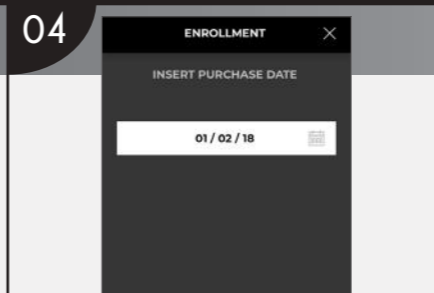 04
ENROLLMENT
INSERT PURCHASE DATE
01 / 02 / 18